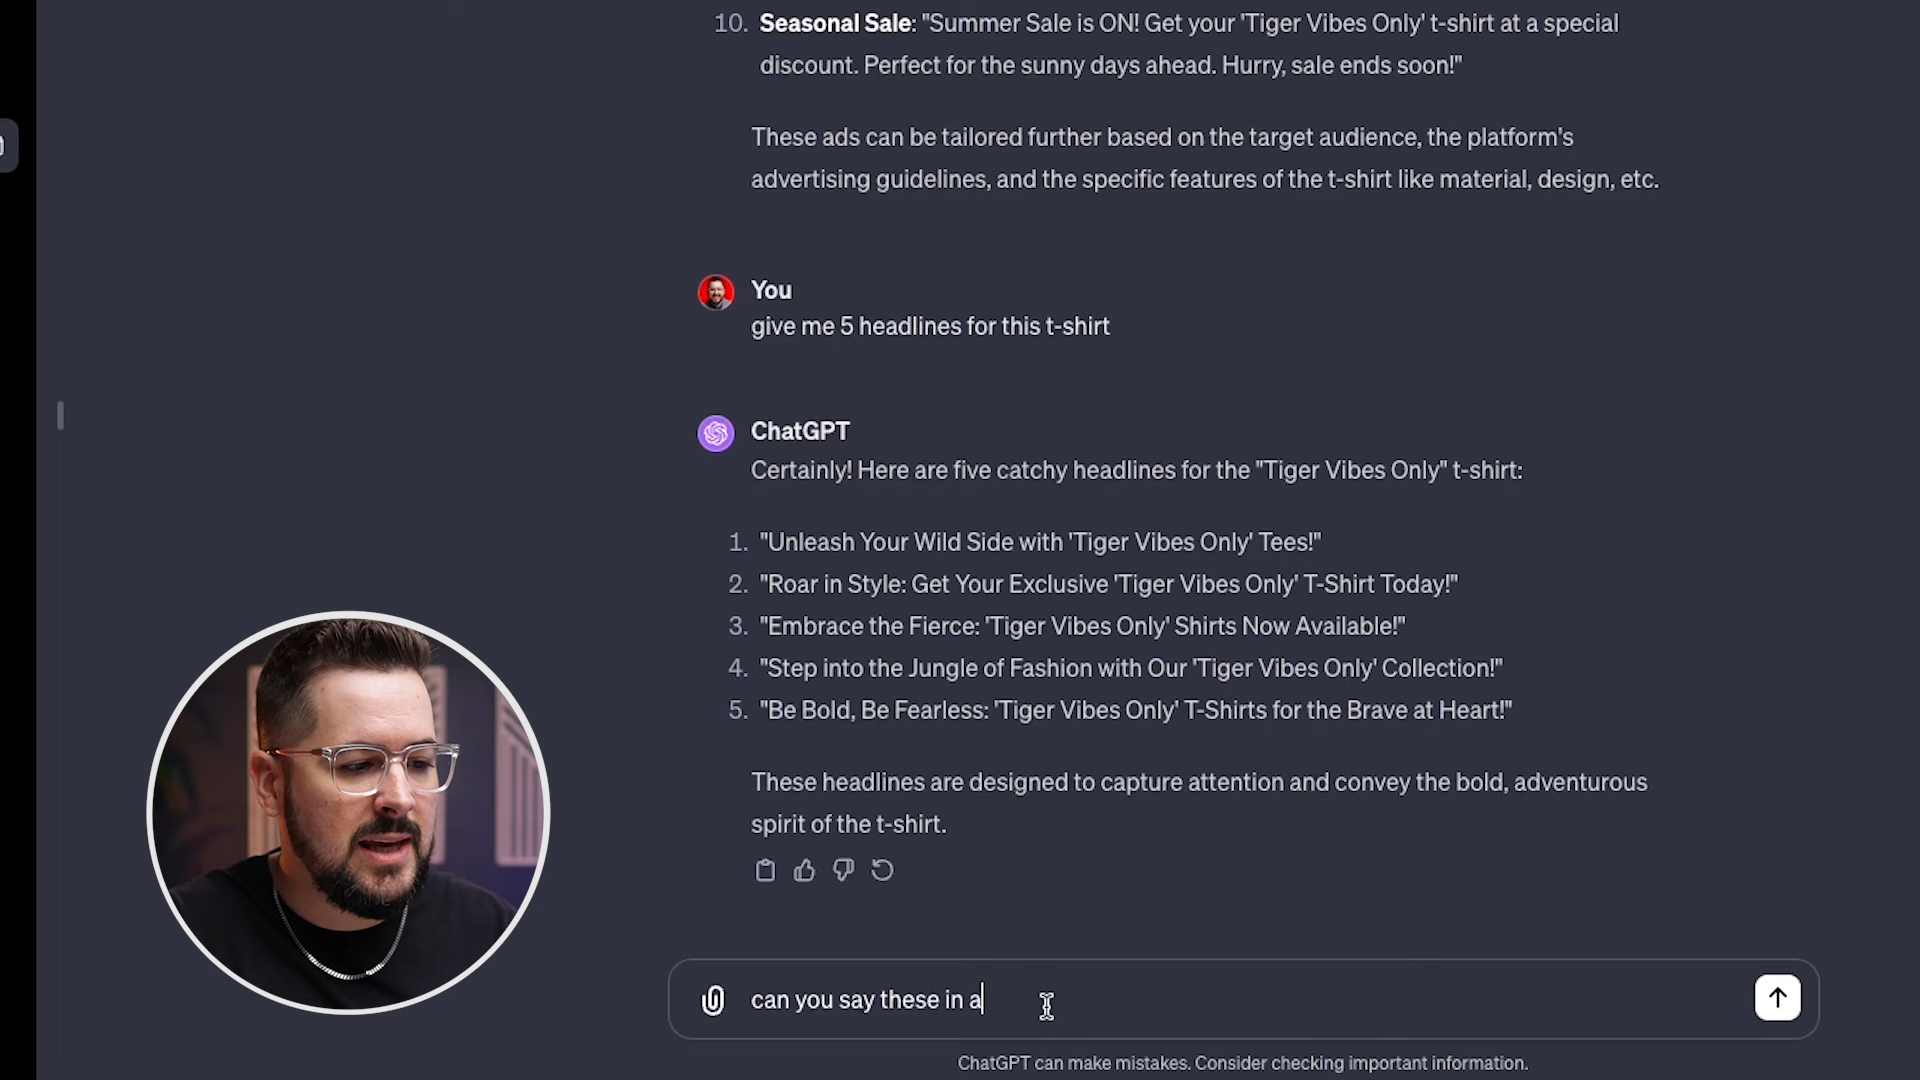 10. Seasonal Sale: "Summer Sale is ON! Get your 'Tiger Vibes Only' t-shirt at a special
discount. Perfect for the sunny days ahead. Hurry, sale ends soon!"
These ads can be tailored further based on the target audience, the platform's
advertising guidelines, and the specific features of the t-shirt like material, design, etc.
You
give me 5 headlines for this t-shirt
ChatGPT
Certainly! Here are five catchy headlines for the "Tiger Vibes Only" t-shirt:
1. "Unleash Your Wild Side with 'Tiger Vibes Only' Tees!"
2. "Roar in Style: Get Your Exclusive 'Tiger Vibes Only' T-Shirt Today!"
3. "Embrace the Fierce: 'Tiger Vibes Only' Shirts Now Available!"
4. "Step into the Jungle of Fashion with Our 'Tiger Vibes Only' Collection!"
5. "Be Bold, Be Fearless: 'Tiger Vibes Only' T-Shirts for the Brave at Heart!"
These headlines are designed to capture attention and convey the bold, adventurous
spirit of the t-shirt.
can you say these in a
ChatGPT can make mistakes. Consider checking important information.